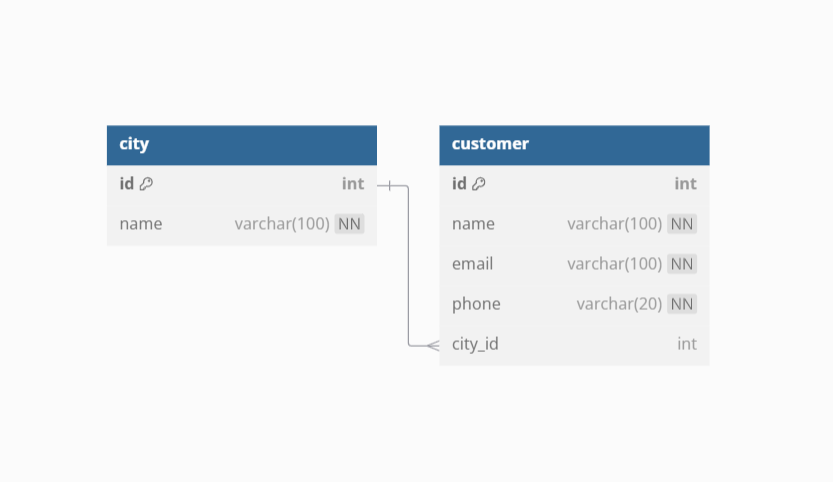 city
id int
name varchar(100) NN
customer
id int
name varchar(100) NN
email varchar(100) NN
phone varchar(20) NN
city_id int